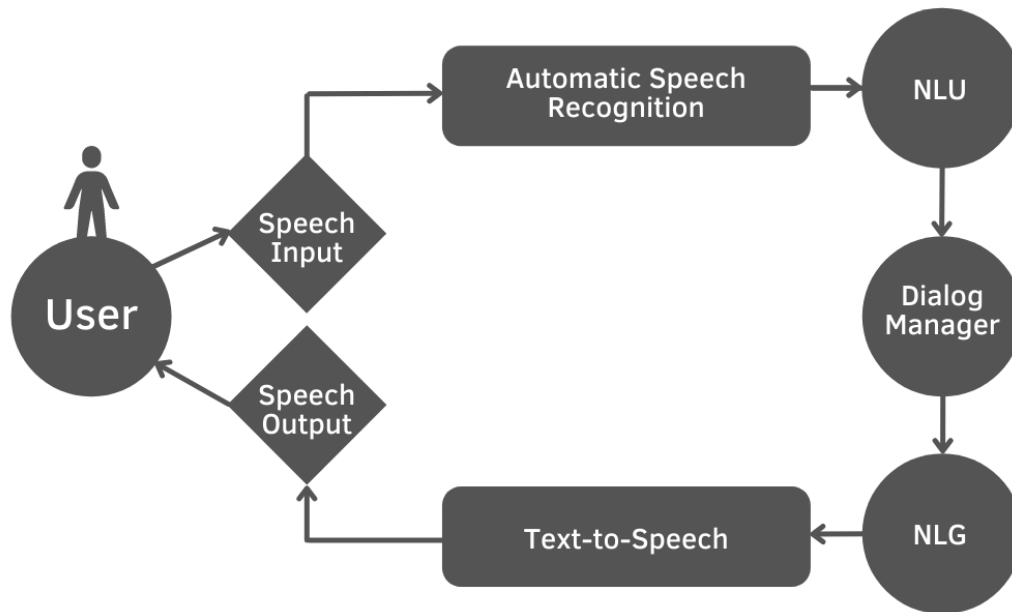 Automatic Speech
Recognition
NLU
Speech
Input
User
Dialog
Manager
Speech
Output
Text-to-Speech
NLG